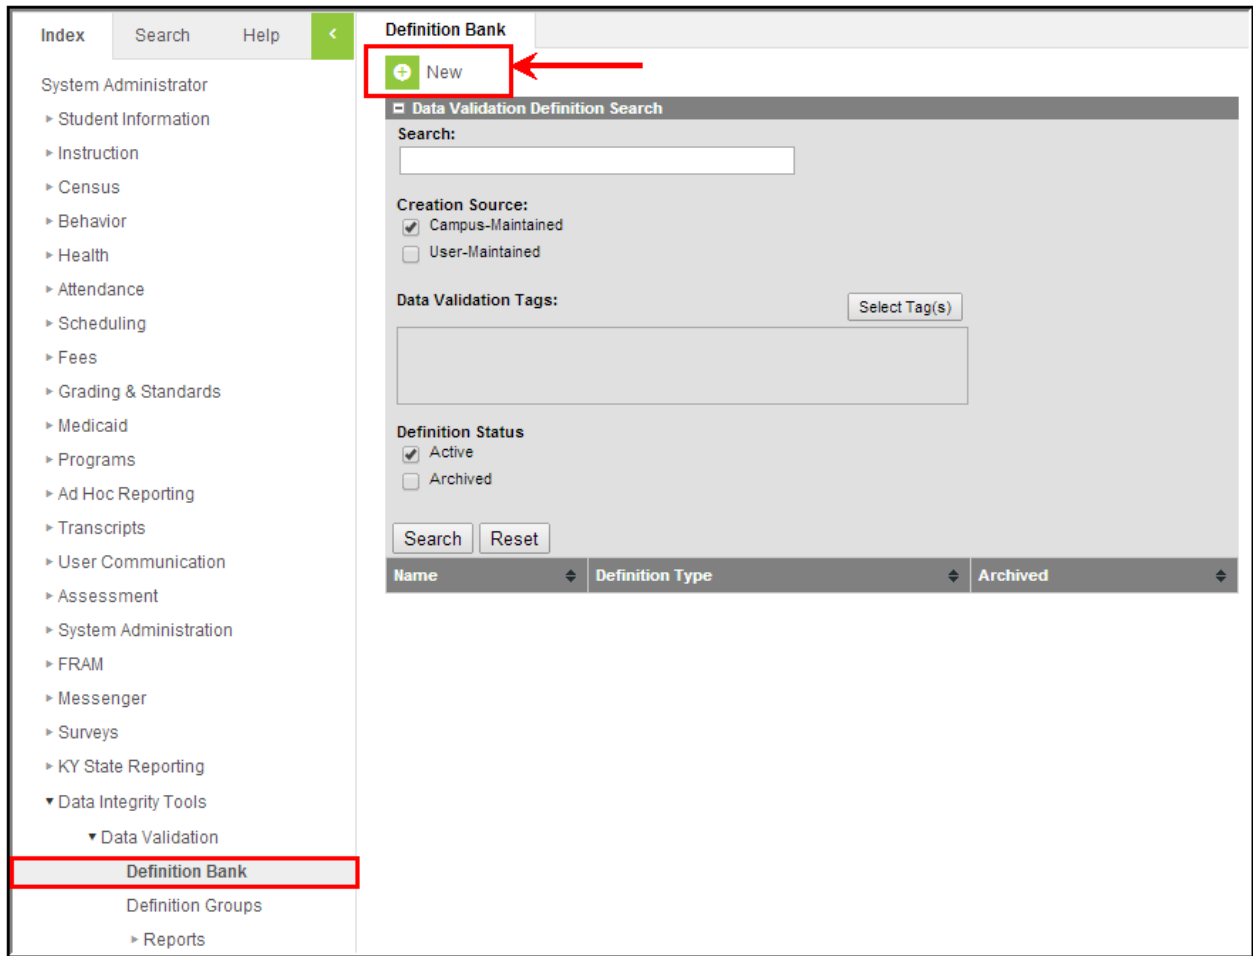 Index Search Help
System Administrator
Student Information
Instruction
Census
Behavior
Health
Attendance
Scheduling
Fees
Grading & Standards
Medicaid
Programs
Ad Hoc Reporting
Transcripts
User Communication
Assessment
System Administration
FRAM
Messenger
Surveys
KY State Reporting
Data Integrity Tools
Data Validation
Definition Bank
Definition Groups
Reports
Definition Bank
New
Data Validation Definition Search
Search:
Creation Source:
Campus-Maintained
User-Maintained
Data Validation Tags: Select Tag(s)
Definition Status
Active
Archived
Search Reset
Name Definition Type Archived